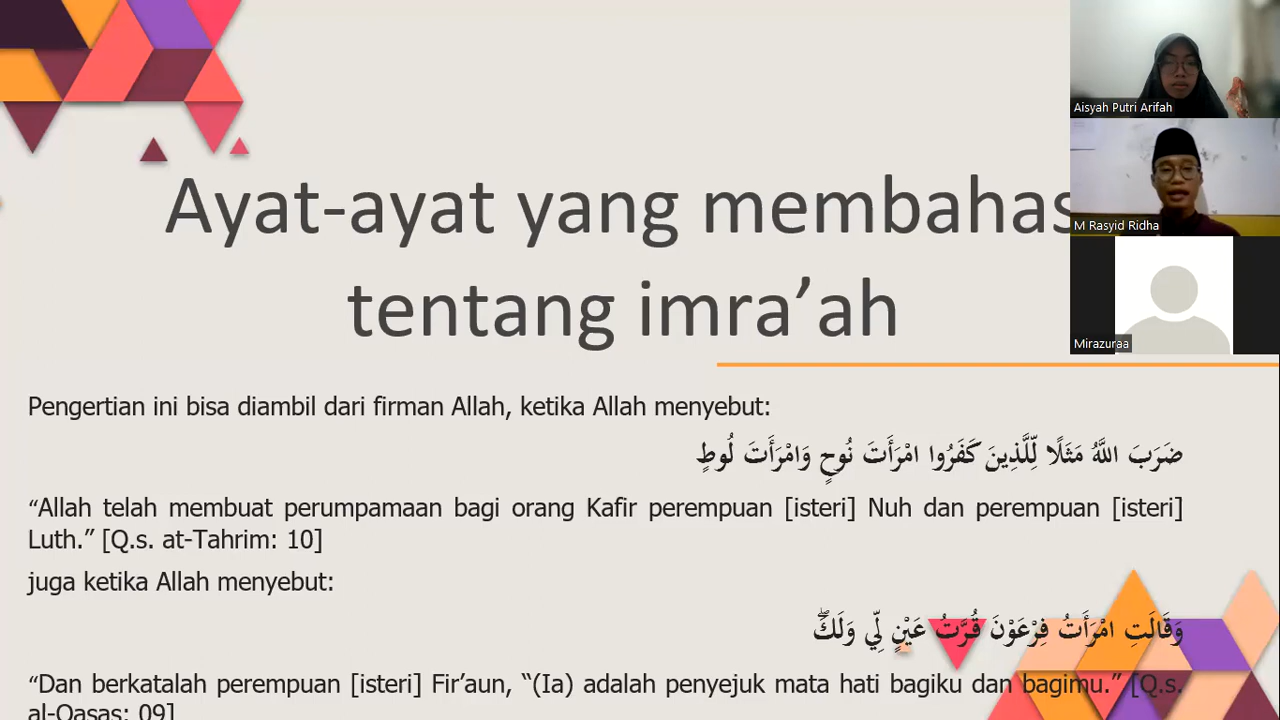 Ayat-ayat yang membahas
tentang imra’ah
Pengertian ini bisa diambil dari firman Allah, ketika Allah menyebut:
ضَرَبَ اللَّهُ مَثَلًا لِّلَّذِينَ كَفَرُوا امْرَأَتَ نُوحٍ وَامْرَأَتَ لُوطٍ
“Allah telah membuat perumpamaan bagi orang Kafir perempuan [isteri] Nuh dan perempuan [isteri]
Luth.” [Q.s. at-Tahrim: 10]
juga ketika Allah menyebut:
وَقَالَتِ امْرَأَتُ فِرْعَوْنَ قُرَّتُ عَيْنٍ لِّي وَلَكَۖ
“Dan berkatalah perempuan [isteri] Fir’aun, “(Ia) adalah penyejuk mata hati bagiku dan bagimu.” [Q.s.
al-Qasas: 09]
Aisyah Putri Arifah
M Rasyid Ridha
Mirazuraa